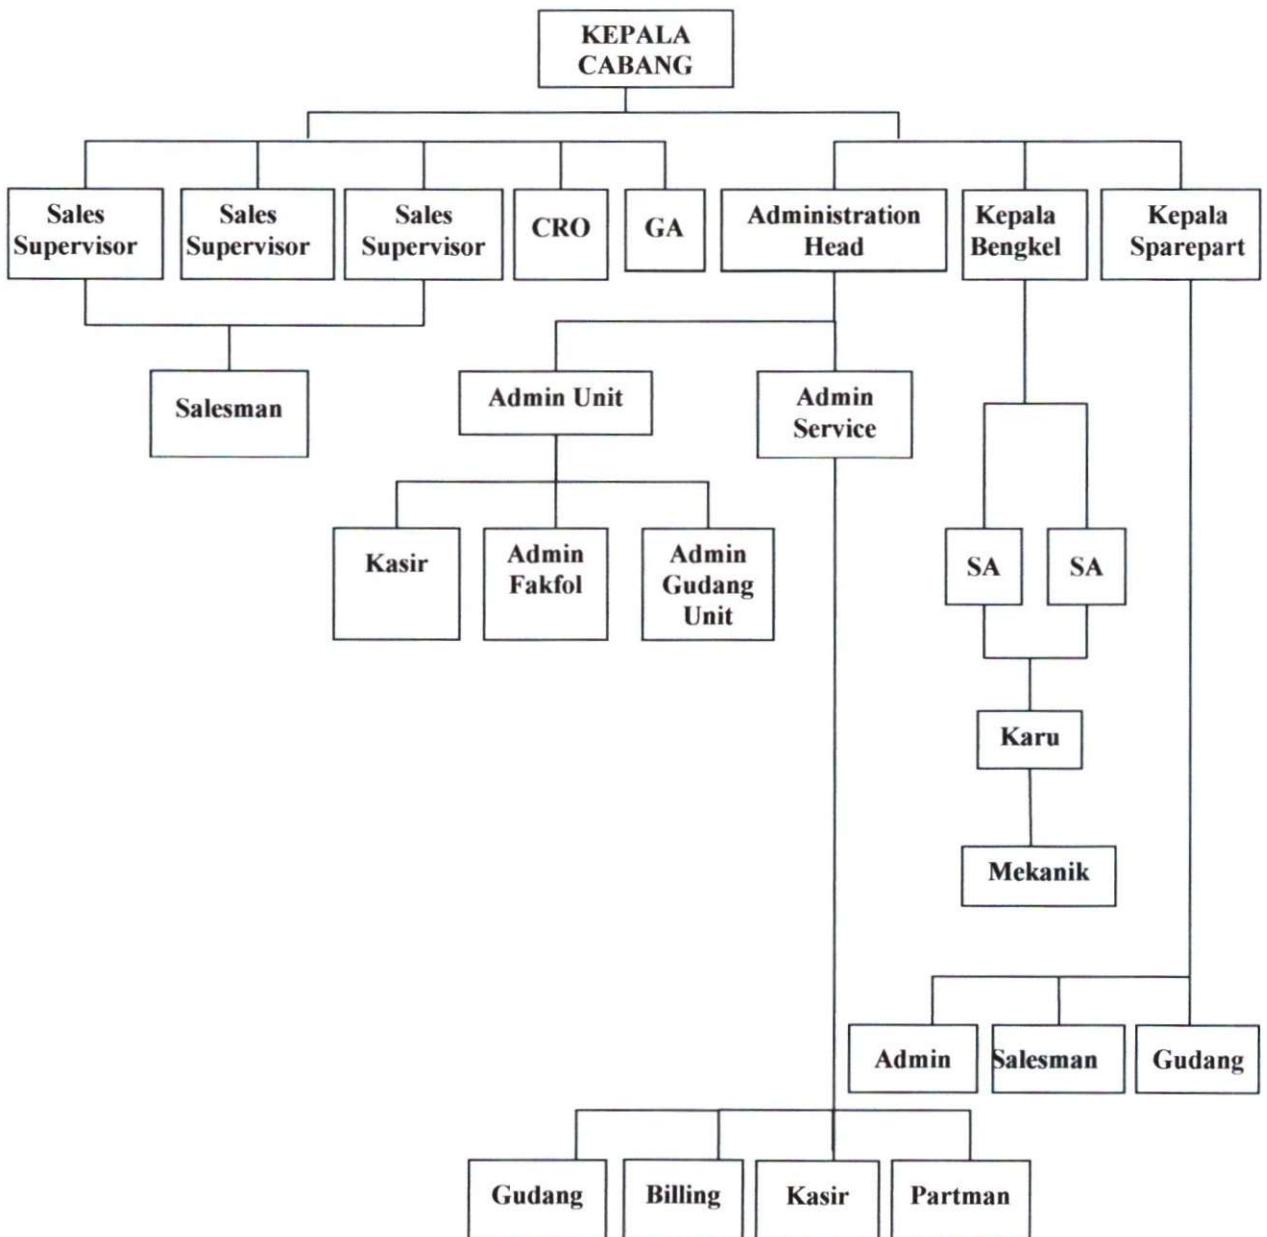 KEPALA
CABANG
Sales
Supervisor
Sales
Supervisor
Sales
Supervisor
CRO
GA
Administration
Head
Kepala
Bengkel
Kepala
Sparepart
Salesman
Admin Unit
Admin
Service
Kasir
Admin
Fakfol
Admin
Gudang
Unit
SA
SA
Karu
Mekanik
Admin
Salesman
Gudang
Gudang
Billing
Kasir
Partman